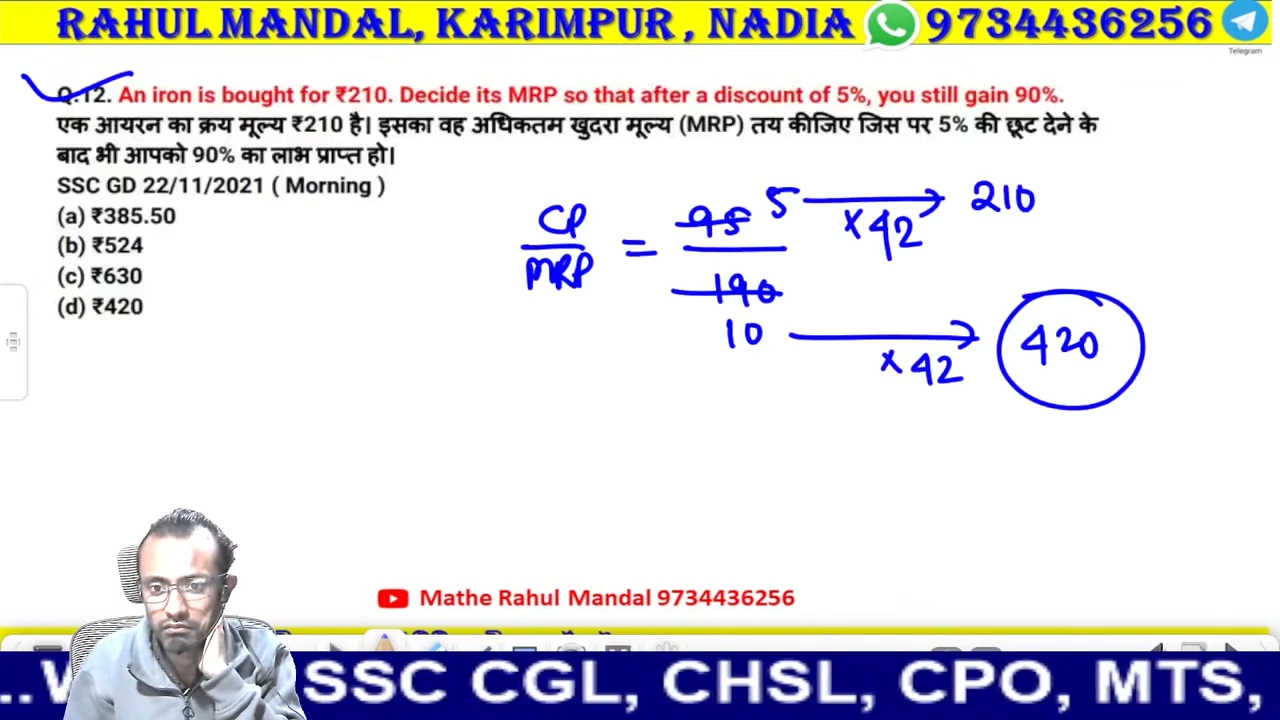 RAHUL MANDAL, KARIMPUR , NADIA 9734436256
Telegram
Q.12. An iron is bought for ₹210. Decide its MRP so that after a discount of 5%, you still gain 90%.
एक आयरन का क्रय मूल्य ₹210 है। इसका वह अधिकतम खुदरा मूल्य (MRP) तय कीजिए जिस पर 5% की छूट देने के
बाद भी आपको 90% का लाभ प्राप्त हो।
SSC GD 22/11/2021 ( Morning )
(a) ₹385.50
(b) ₹524
(c) ₹630
(d) ₹420
CP
MRP
=
95 5
190
10
×42
210
×42
420
Mathe Rahul Mandal 9734436256
SSC CGL, CHSL, CPO, MTS,